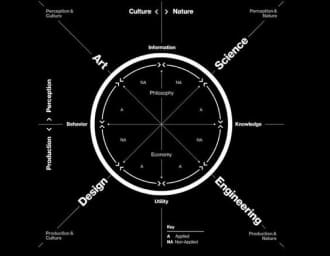 Perception &
Culture
Culture < > Nature
Perception &
Nature
Information
Art
Science
NA
NA
Philosophy
Perception
A
A
Behavior
Knowledge
Production
NA
NA
Economy
A
A
Design
Engineering
Utility
Production &
Culture
Key
A Applied
NA Non-Applied
Production &
Nature